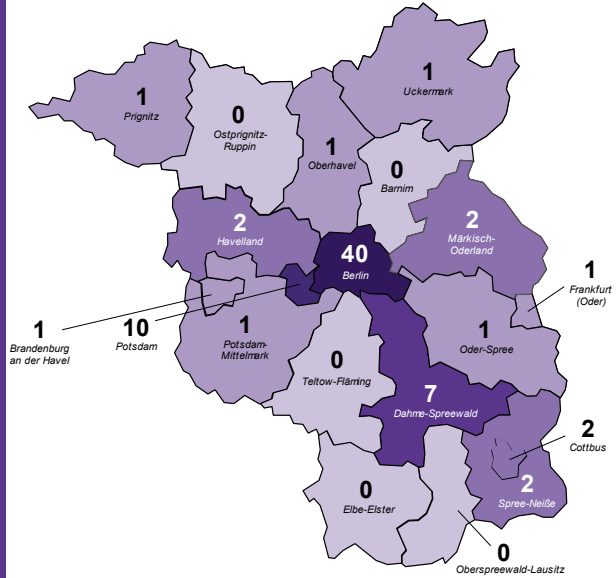 1
Uckermark
1
Prignitz
0
Ostprignitz-
Ruppin
1
Oberhavel
0
Barnim
2
Havelland
2
Märkisch-
Oderland
40
Berlin
1
Frankfurt
(Oder)
1
Brandenburg
an der Havel
10
Potsdam
1
Potsdam-
Mittelmark
1
Oder-Spree
0
Teltow-Fläming
7
Dahme-Spreewald
2
Cottbus
0
Elbe-Elster
2
Spree-Neiße
0
Oberspreewald-Lausitz